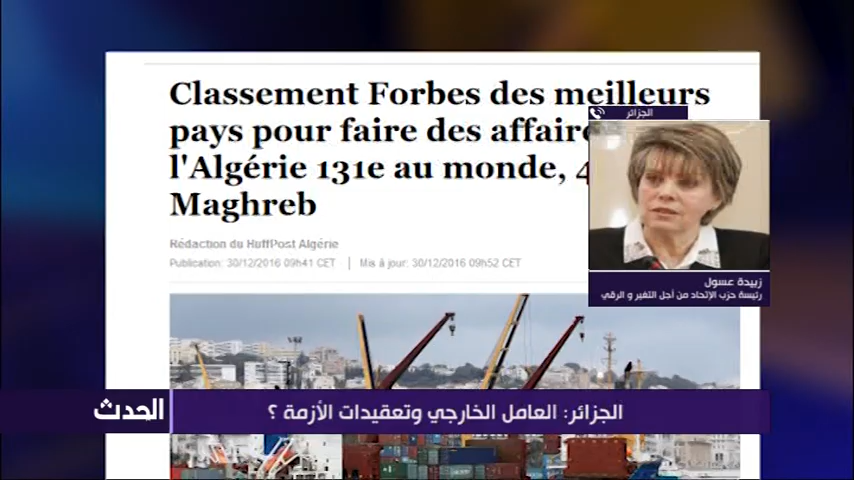 Classement Forbes des meilleurs
pays pour faire des affaire
l'Algérie 131e au monde, 4
Maghreb
Rédaction du HuffPost Algérie
Publication: 30/12/2016 09h41 CET | Mis à jour: 30/12/2016 09h52 CET
الجزائر
زبيدة عسول
رئيسة حزب الإتحاد من أجل التغير و الرقي
الحدث
الجزائر: العامل الخارجي وتعقيدات الأزمة ؟